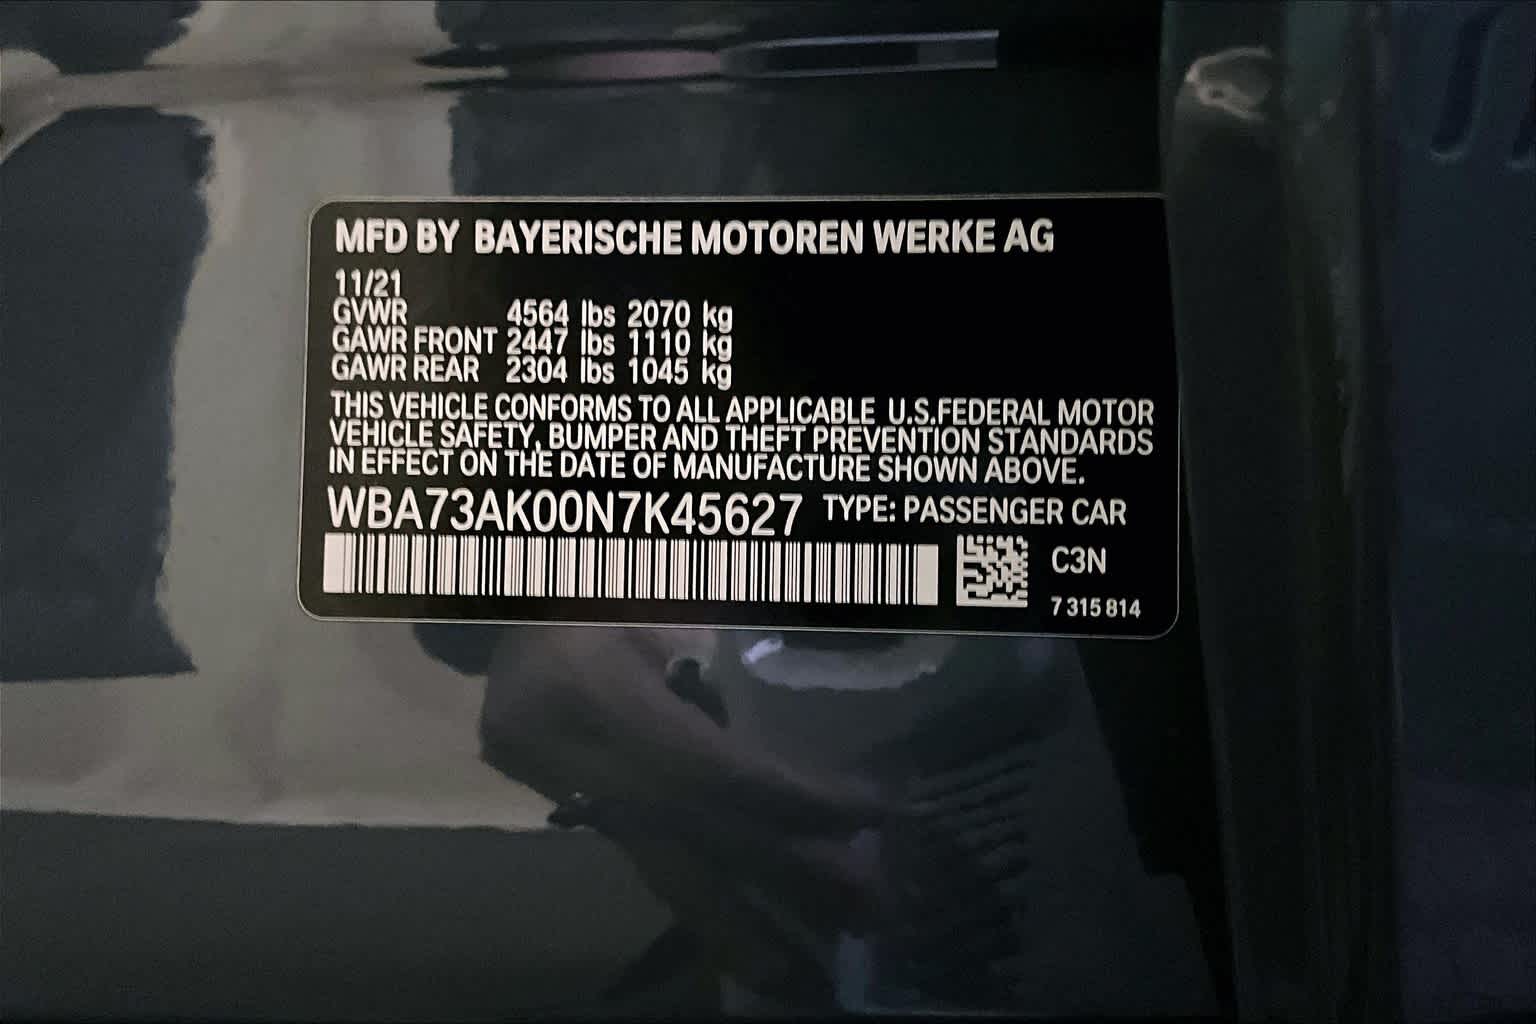 MFD BY BAYERISCHE MOTOREN WERKE AG
11/21
GVWR 4564 lbs 2070 kg
GAWR FRONT 2447 lbs 1110 kg
GAWR REAR 2304 lbs 1045 kg
THIS VEHICLE CONFORMS TO ALL APPLICABLE U.S.FEDERAL MOTOR
VEHICLE SAFETY, BUMPER AND THEFT PREVENTION STANDARDS
IN EFFECT ON THE DATE OF MANUFACTURE SHOWN ABOVE.
WBA73AK00N7K45627 TYPE: PASSENGER CAR
C3N
7 315 814